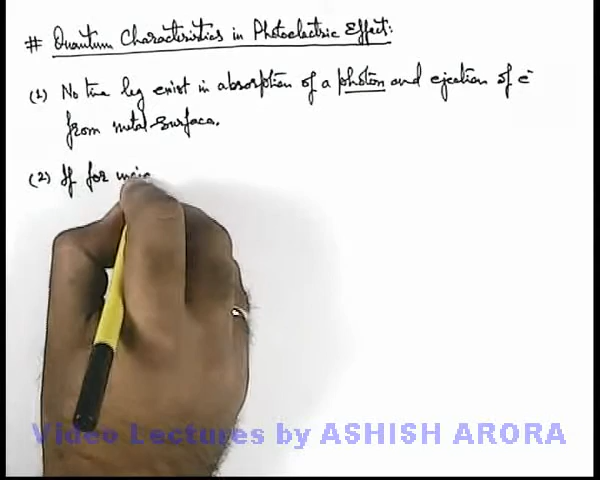 # Quantum Characteristics in Photoelectric Effect:
(1) No time leg exist in absorption of a photon and ejection of e-
from metal surface.
(2) If for
Video Lectures by ASHISH ARORA